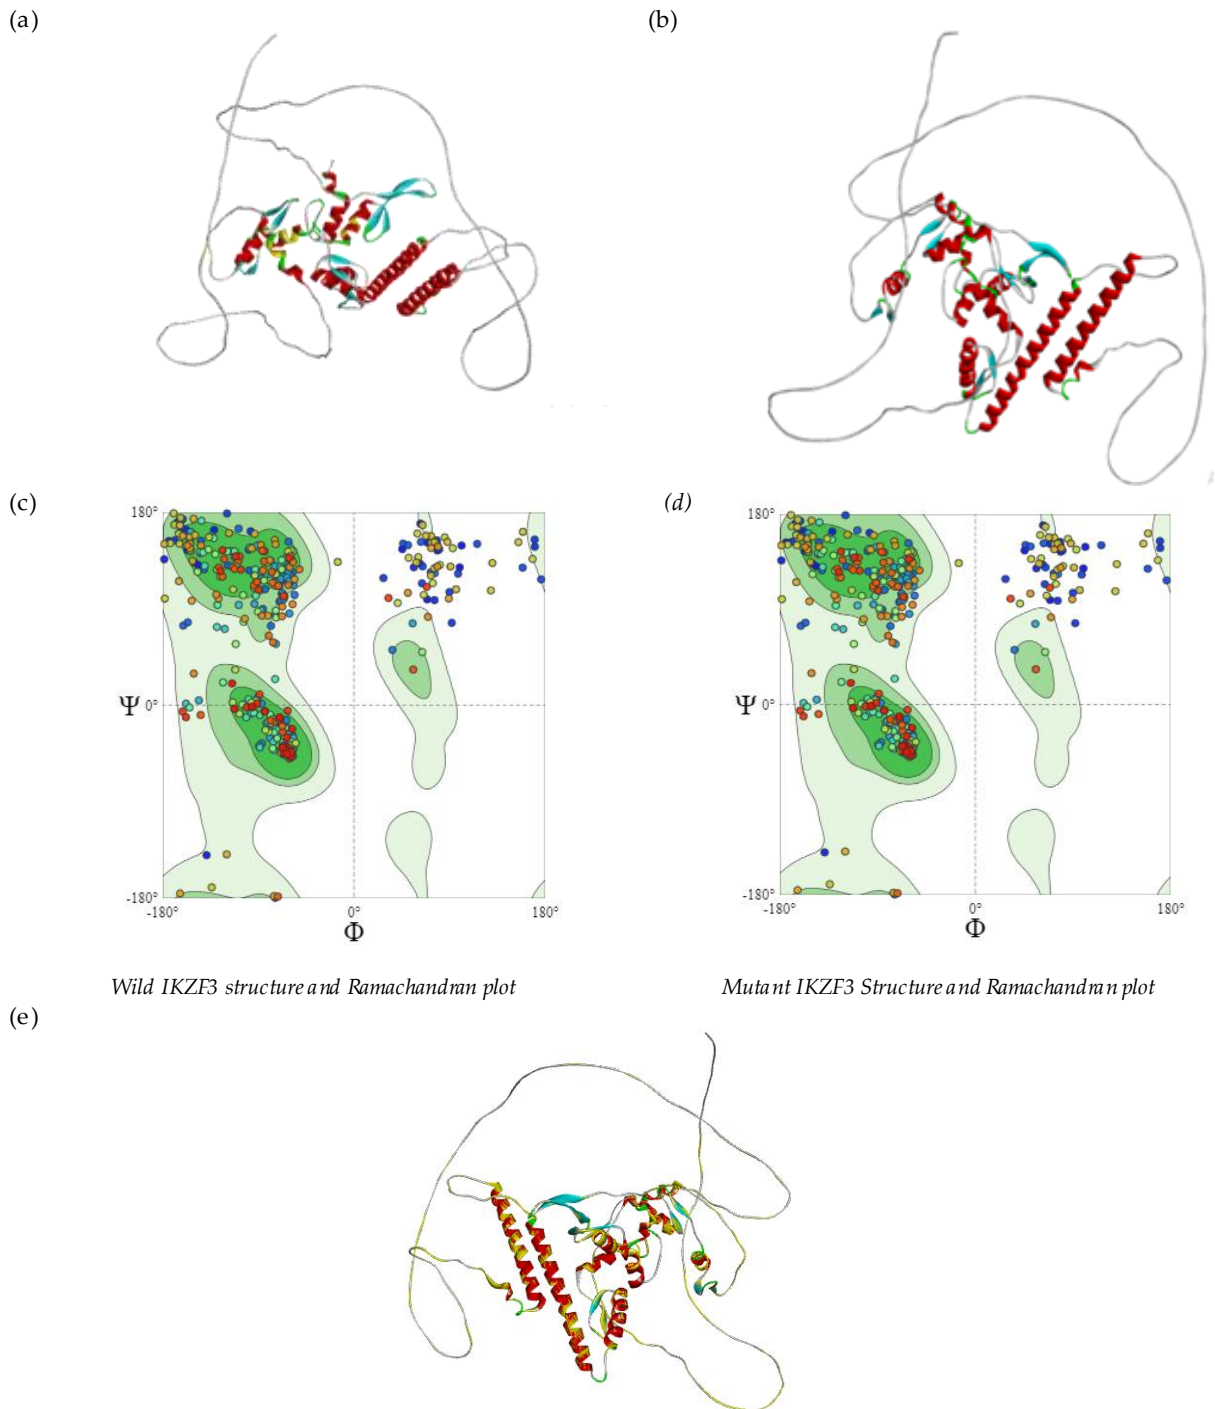 (a)
(b)
(c)
(d)
180°
Ψ 0°
-180°
-180° 0° 180°
Φ
180°
Ψ 0°
-180°
-180° 0° 180°
Φ
Wild IKZF3 structure and Ramachandran plot
Mutant IKZF3 Structure and Ramachandran plot
(e)